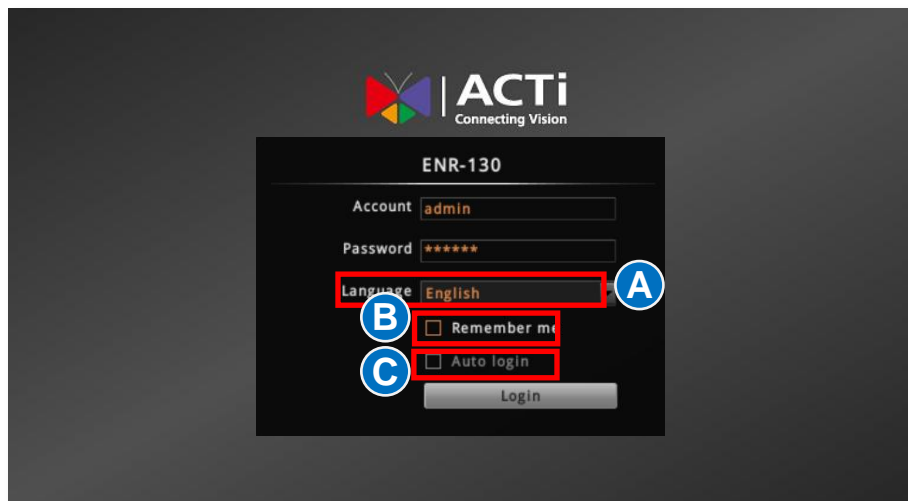 ACTi
Connecting Vision
ENR-130
Account admin
Password ******
Language English A
B Remember me
C Auto login
Login